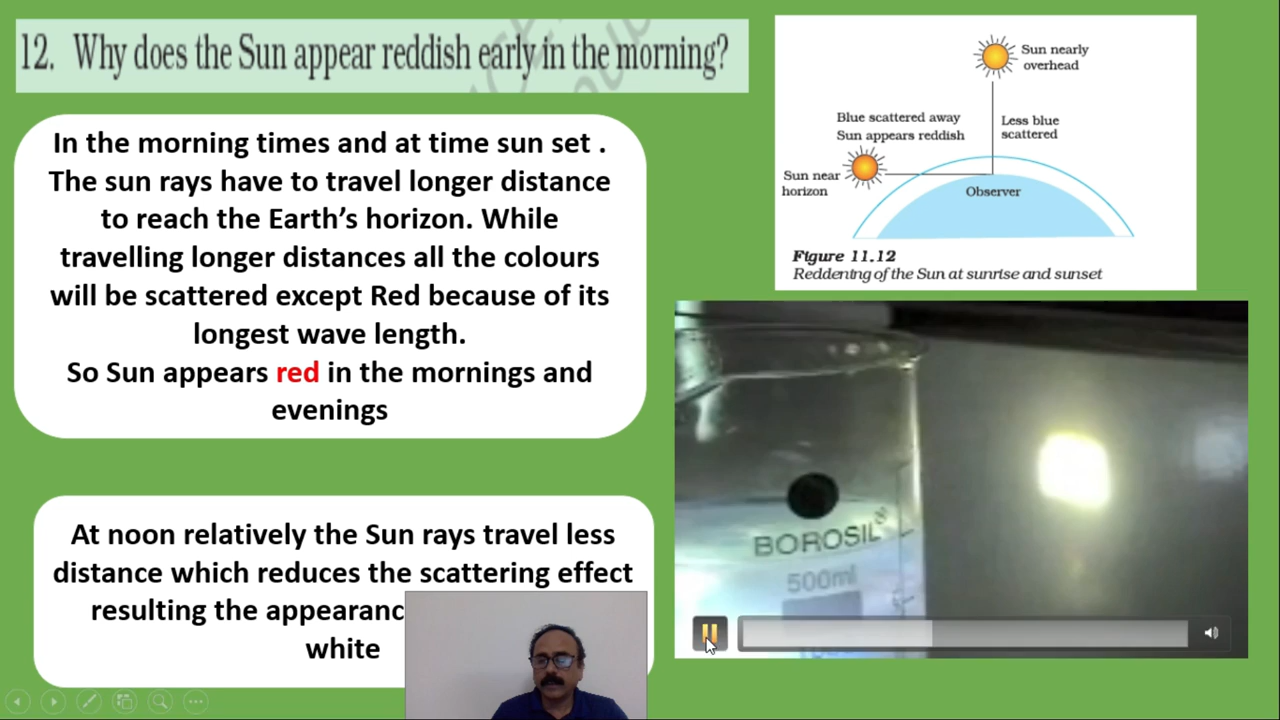 12. Why does the Sun appear reddish early in the morning?
In the morning times and at time sun set .
The sun rays have to travel longer distance
to reach the Earth's horizon. While
travelling longer distances all the colours
will be scattered except Red because of its
longest wave length.
So Sun appears red in the mornings and
evenings
At noon relatively the Sun rays travel less
distance which reduces the scattering effect
resulting the
white
Sun nearly
overhead
Blue scattered away
Sun appears reddish
Less blue
scattered
Sun near
horizon
Observer
Figure 11.12
Reddening of the Sun at sunrise and sunset
BOROSIL®
500ml